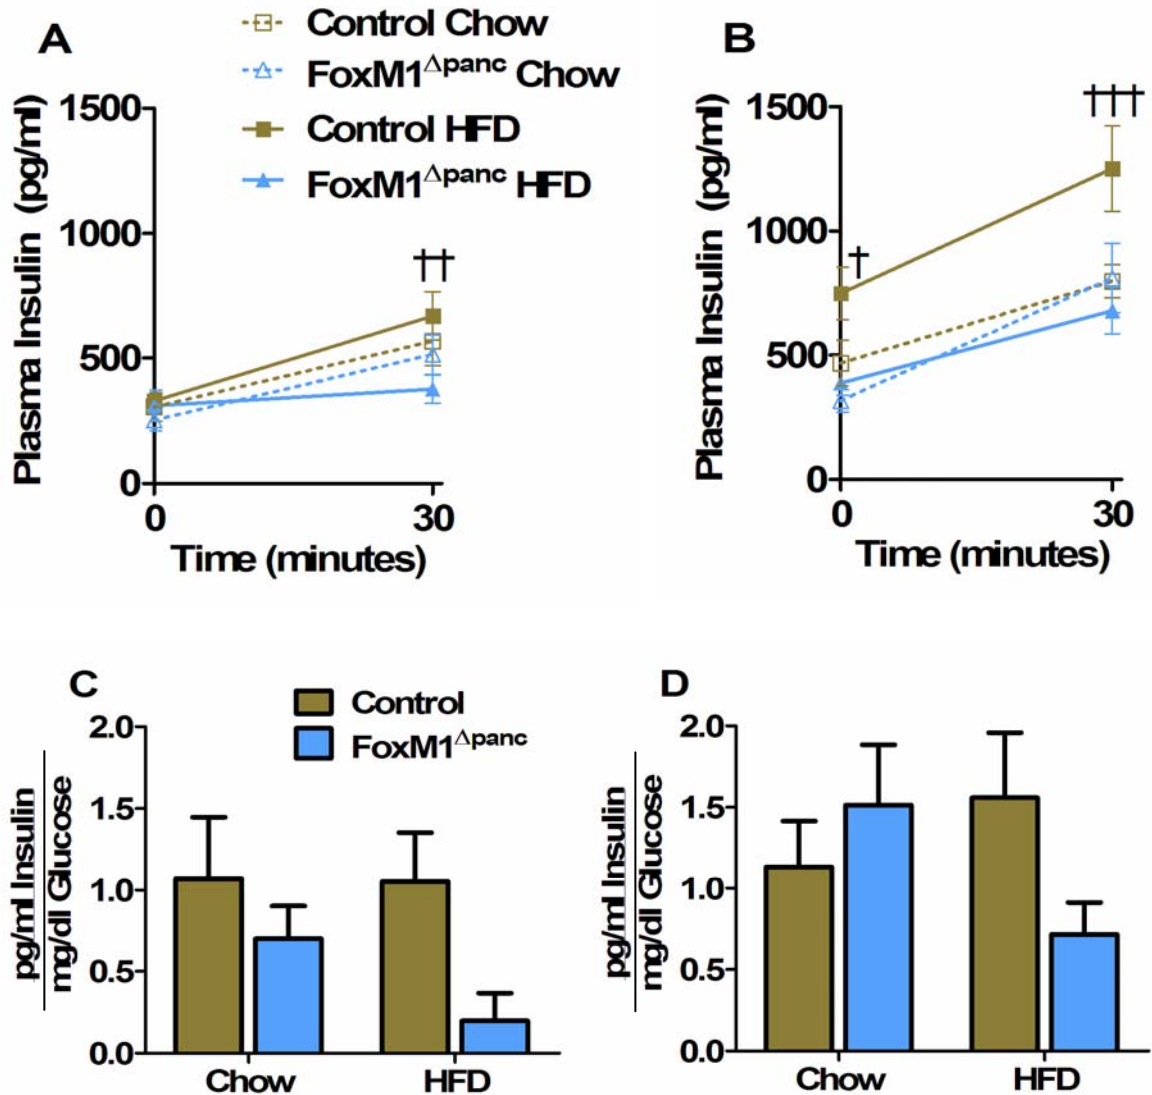 A
Control Chow
FoxM1Δpanc Chow
Control HFD
FoxM1Δpanc HFD
1500
1000
500
0
Plasma Insulin (pg/ml)
††
0 30
Time (minutes)
B
1500
1000
500
0
Plasma Insulin (pg/ml)
†
†††
0 30
Time (minutes)
C
Control
FoxM1Δpanc
2.0
1.5
1.0
0.5
0.0
pg/ml Insulin
mg/dl Glucose
Chow HFD
D
2.0
1.5
1.0
0.5
0.0
pg/ml Insulin
mg/dl Glucose
Chow HFD